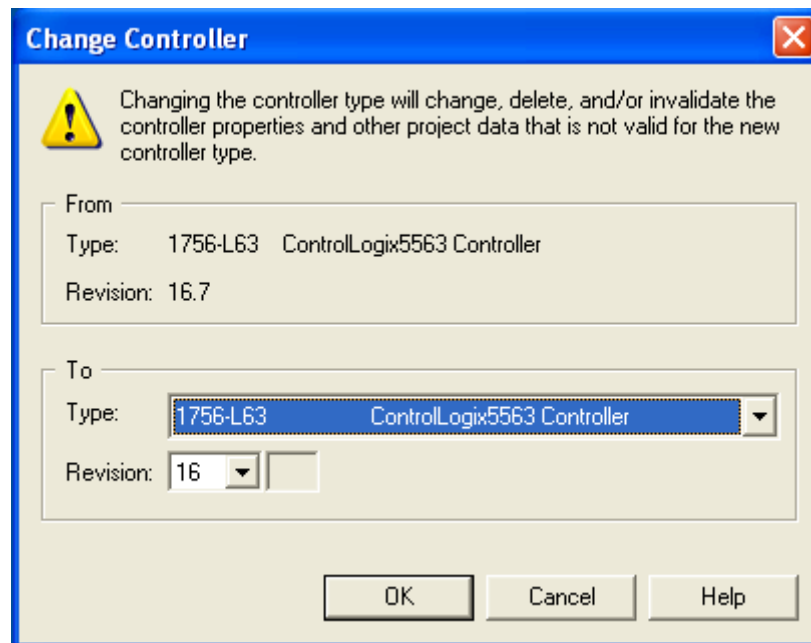 Change Controller
Changing the controller type will change, delete, and/or invalidate the
controller properties and other project data that is not valid for the new
controller type.
From
Type: 1756-L63 ControlLogix5563 Controller
Revision: 16.7
To
Type: 1756-L63 ControlLogix5563 Controller
Revision: 16
OK Cancel Help